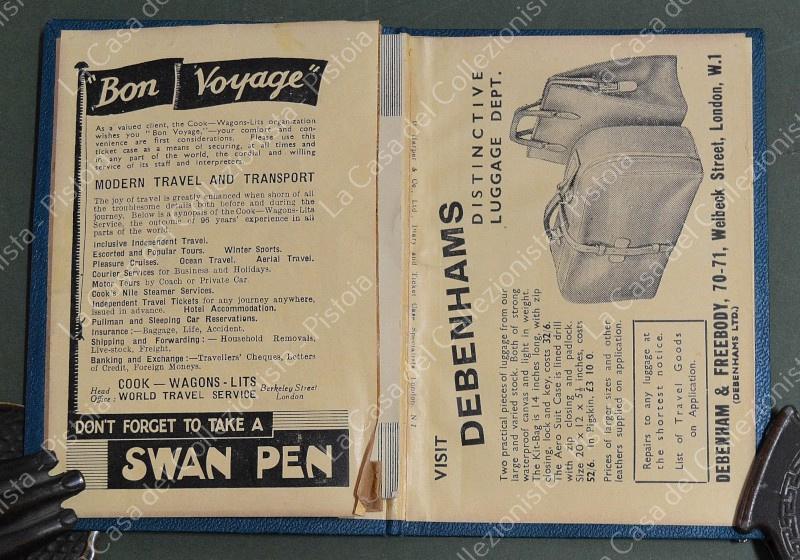 "Bon Voyage"
As a valued client, the Cook—Wagons-Lits organization
wishes you "Bon Voyage,"—your comfort and con-
venience are first considerations. Please use this
ticket case as a means of securing, at all times and
in any part of the world, the cordial and willing
service of its staff and interpreters.
MODERN TRAVEL AND TRANSPORT
The joy of travel is greatly enhanced when shorn of all
the troublesome details both before and during the
journey. Below is a synopsis of the Cook—Wagons-Lits
Service, the outcome of 96 years' experience in all
parts of the world.
Inclusive Independent Travel.
Escorted and Popular Tours. Winter Sports.
Pleasure Cruises. Ocean Travel. Aerial Travel.
Courier Services for Business and Holidays.
Motor Tours by Coach or Private Car.
Cook's Nile Steamer Services.
Independent Travel Tickets for any journey anywhere,
issued in advance. Hotel Accommodation.
Pullman and Sleeping Car Reservations.
Insurance:—Baggage, Life, Accident.
Shipping and Forwarding:— Household Removals,
Live-stock, Freight.
Banking and Exchange:—Travellers' Cheques, Letters
of Credit, Foreign Moneys.
Head Office: COOK — WAGONS-LITS
WORLD TRAVEL SERVICE
Berkeley Street
London
DON'T FORGET TO TAKE A
SWAN PEN
& Co., Ltd., Diary and Ticket Case Specialists, London, N 1
VISIT
DEBENHAMS
DISTINCTIVE
LUGGAGE DEPT.
Two practical pieces of luggage from our
large and varied stock. Both of strong
waterproof canvas and light in weight.
The Kit-Bag is 14 inches long, with zip
closing, lock and key, costs 32/6.
The Aero Suit Case is lined drill
with zip closing and padlock.
Size 20 × 12 × 5½ inches, costs
52/6. in Pigskin, £3 10 0.
Prices of larger sizes and other
leathers supplied on application.
Repairs to any luggage at
the shortest notice.
List of Travel Goods
on Application.
DEBENHAM & FREEBODY, 70-71, Welbeck Street, London, W.1
(DEBENHAMS LTD.)
La Casa del Collezionista - Pistoia